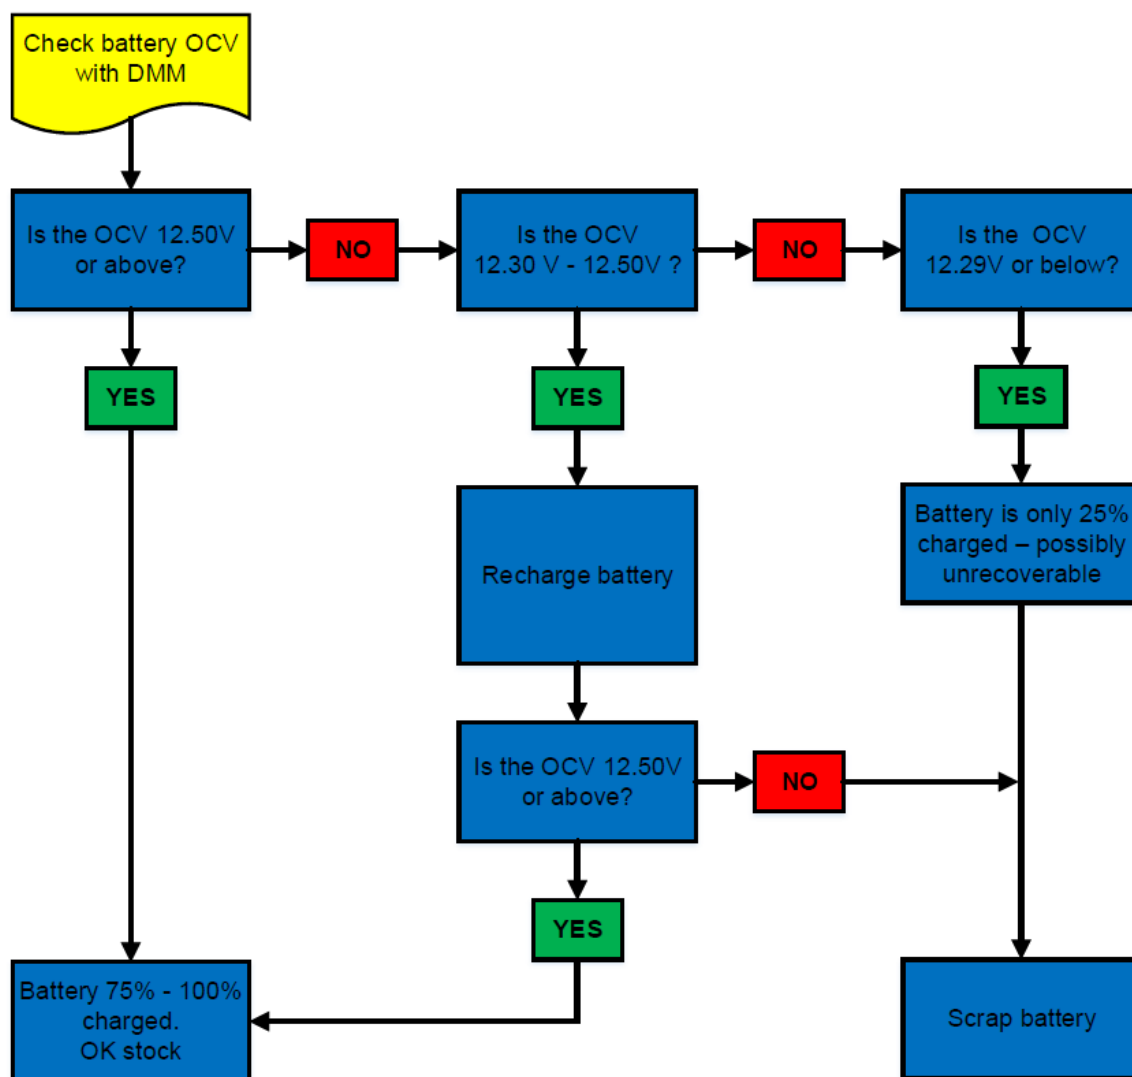 Check battery OCV
with DMM
Is the OCV 12.50V
or above?
NO
Is the OCV
12.30 V - 12.50V ?
NO
Is the  OCV
12.29V or below?
YES
YES
YES
Battery is only 25%
charged – possibly
unrecoverable
Recharge battery
Is the OCV 12.50V
or above?
NO
YES
Battery 75% - 100%
charged.
OK stock
Scrap battery